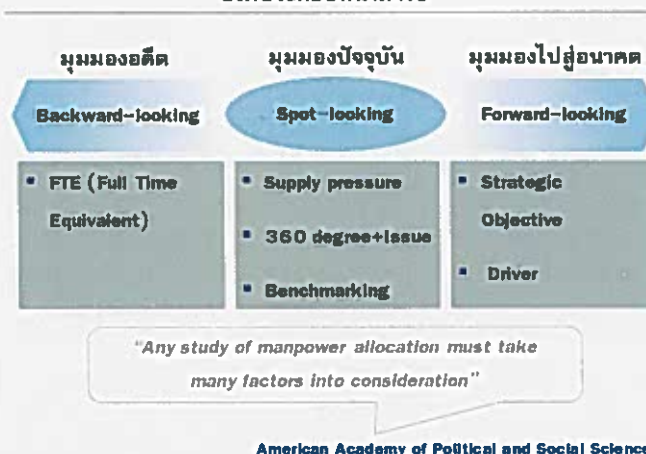 มุมมองอดีต
มุมมองปัจจุบัน
มุมมองไปสู่อนาคต
Backward-looking
Spot-looking
Forward-looking
▪ FTE (Full Time
Equivalent)
▪ Supply pressure
▪ 360 degree+Issue
▪ Benchmarking
▪ Strategic
Objective
▪ Driver
"Any study of manpower allocation must take
many factors into consideration"
American Academy of Political and Social Science